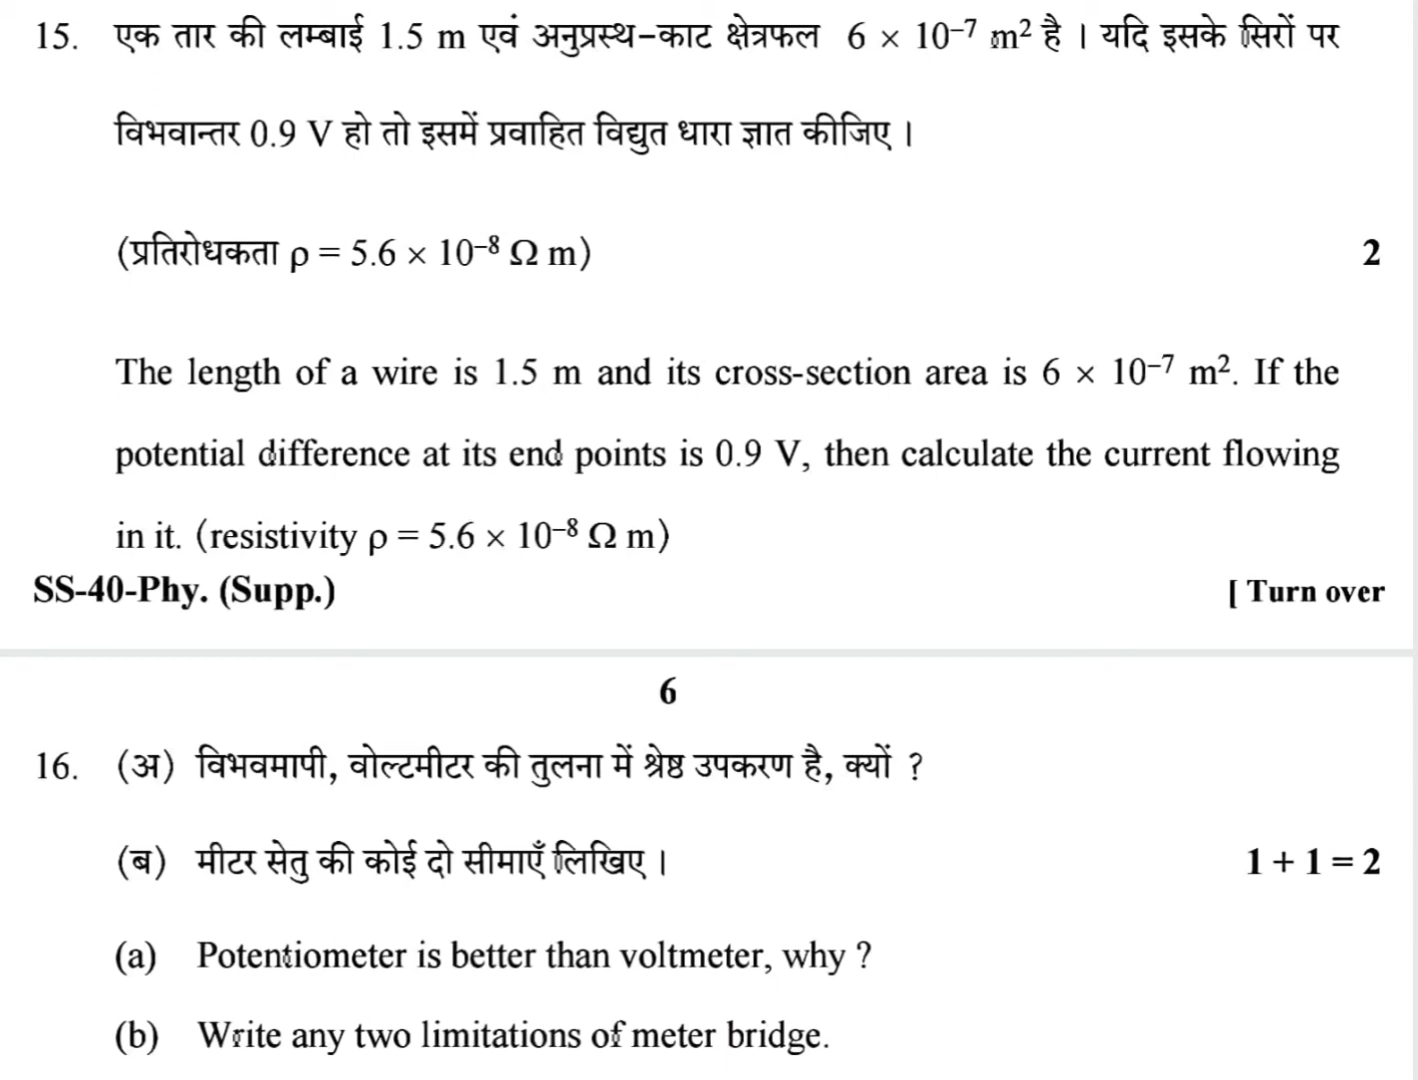 15. एक तार की लम्बाई 1.5 m एवं अनुप्रस्थ-काट क्षेत्रफल 6 × 10⁻⁷ m² है । यदि इसके सिरों पर
विभवान्तर 0.9 V हो तो इसमें प्रवाहित विद्युत धारा ज्ञात कीजिए ।
(प्रतिरोधकता ρ = 5.6 × 10⁻⁸ Ω m) 2
The length of a wire is 1.5 m and its cross-section area is 6 × 10⁻⁷ m². If the
potential difference at its end points is 0.9 V, then calculate the current flowing
in it. (resistivity ρ = 5.6 × 10⁻⁸ Ω m)
SS-40-Phy. (Supp.) [ Turn over
6
16. (अ) विभवमापी, वोल्टमीटर की तुलना में श्रेष्ठ उपकरण है, क्यों ?
(ब) मीटर सेतु की कोई दो सीमाएँ लिखिए । 1 + 1 = 2
(a) Potentiometer is better than voltmeter, why ?
(b) Write any two limitations of meter bridge.